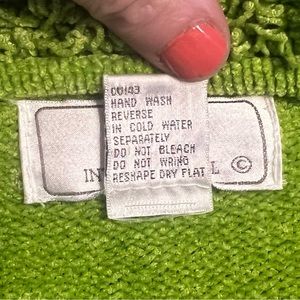 00143
HAND WASH
REVERSE
IN COLD WATER
SEPARATELY
DO NOT BLEACH
DO NOT WRING
RESHAPE DRY FLAT
©